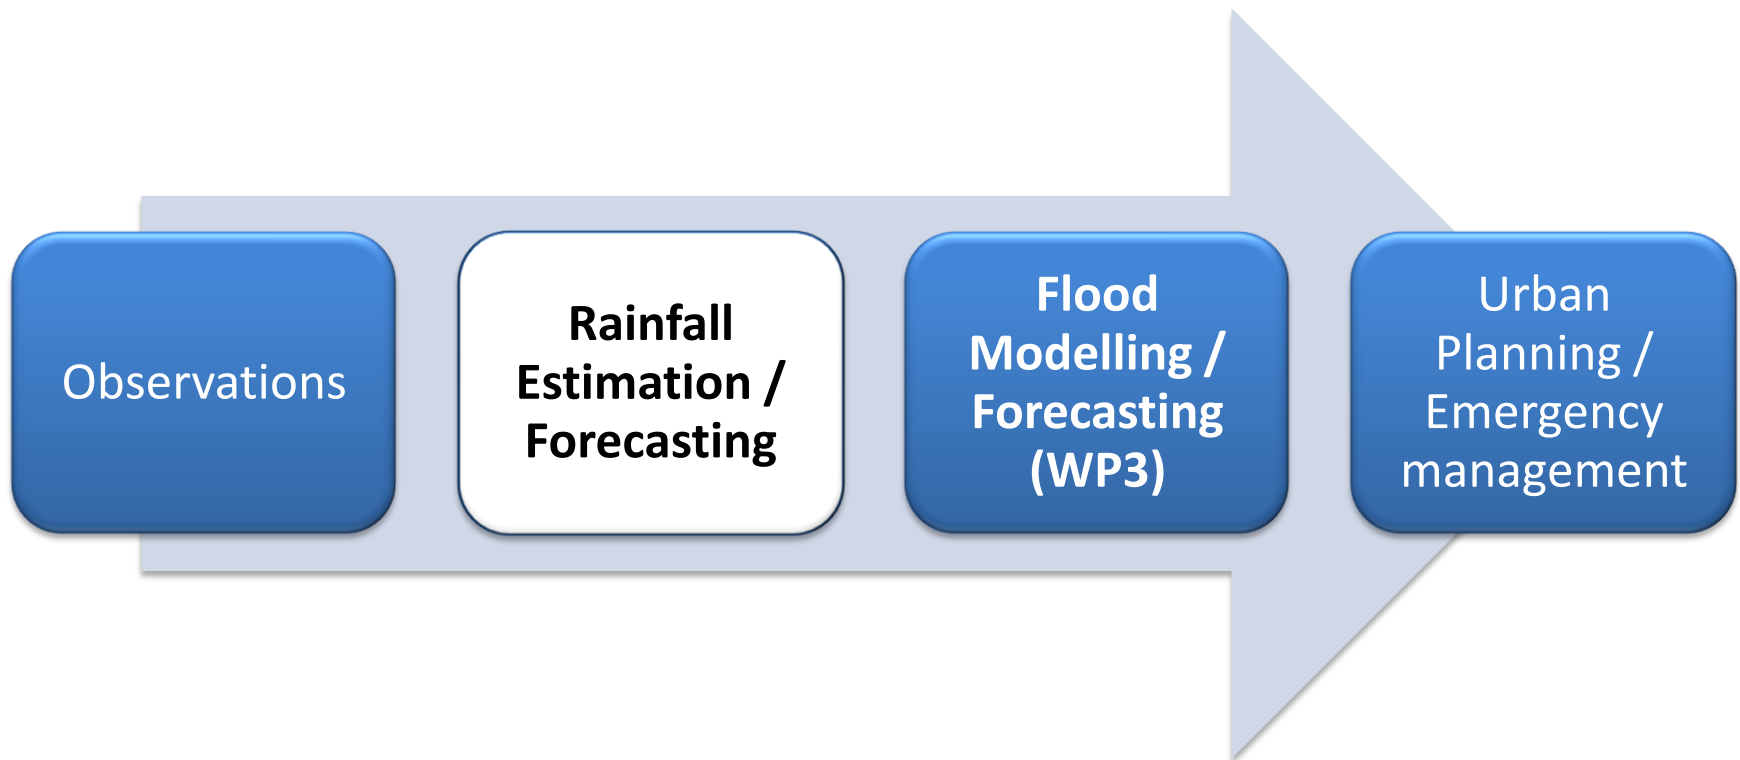 Observations
Rainfall
Estimation /
Forecasting
Flood
Modelling /
Forecasting
(WP3)
Urban
Planning /
Emergency
management